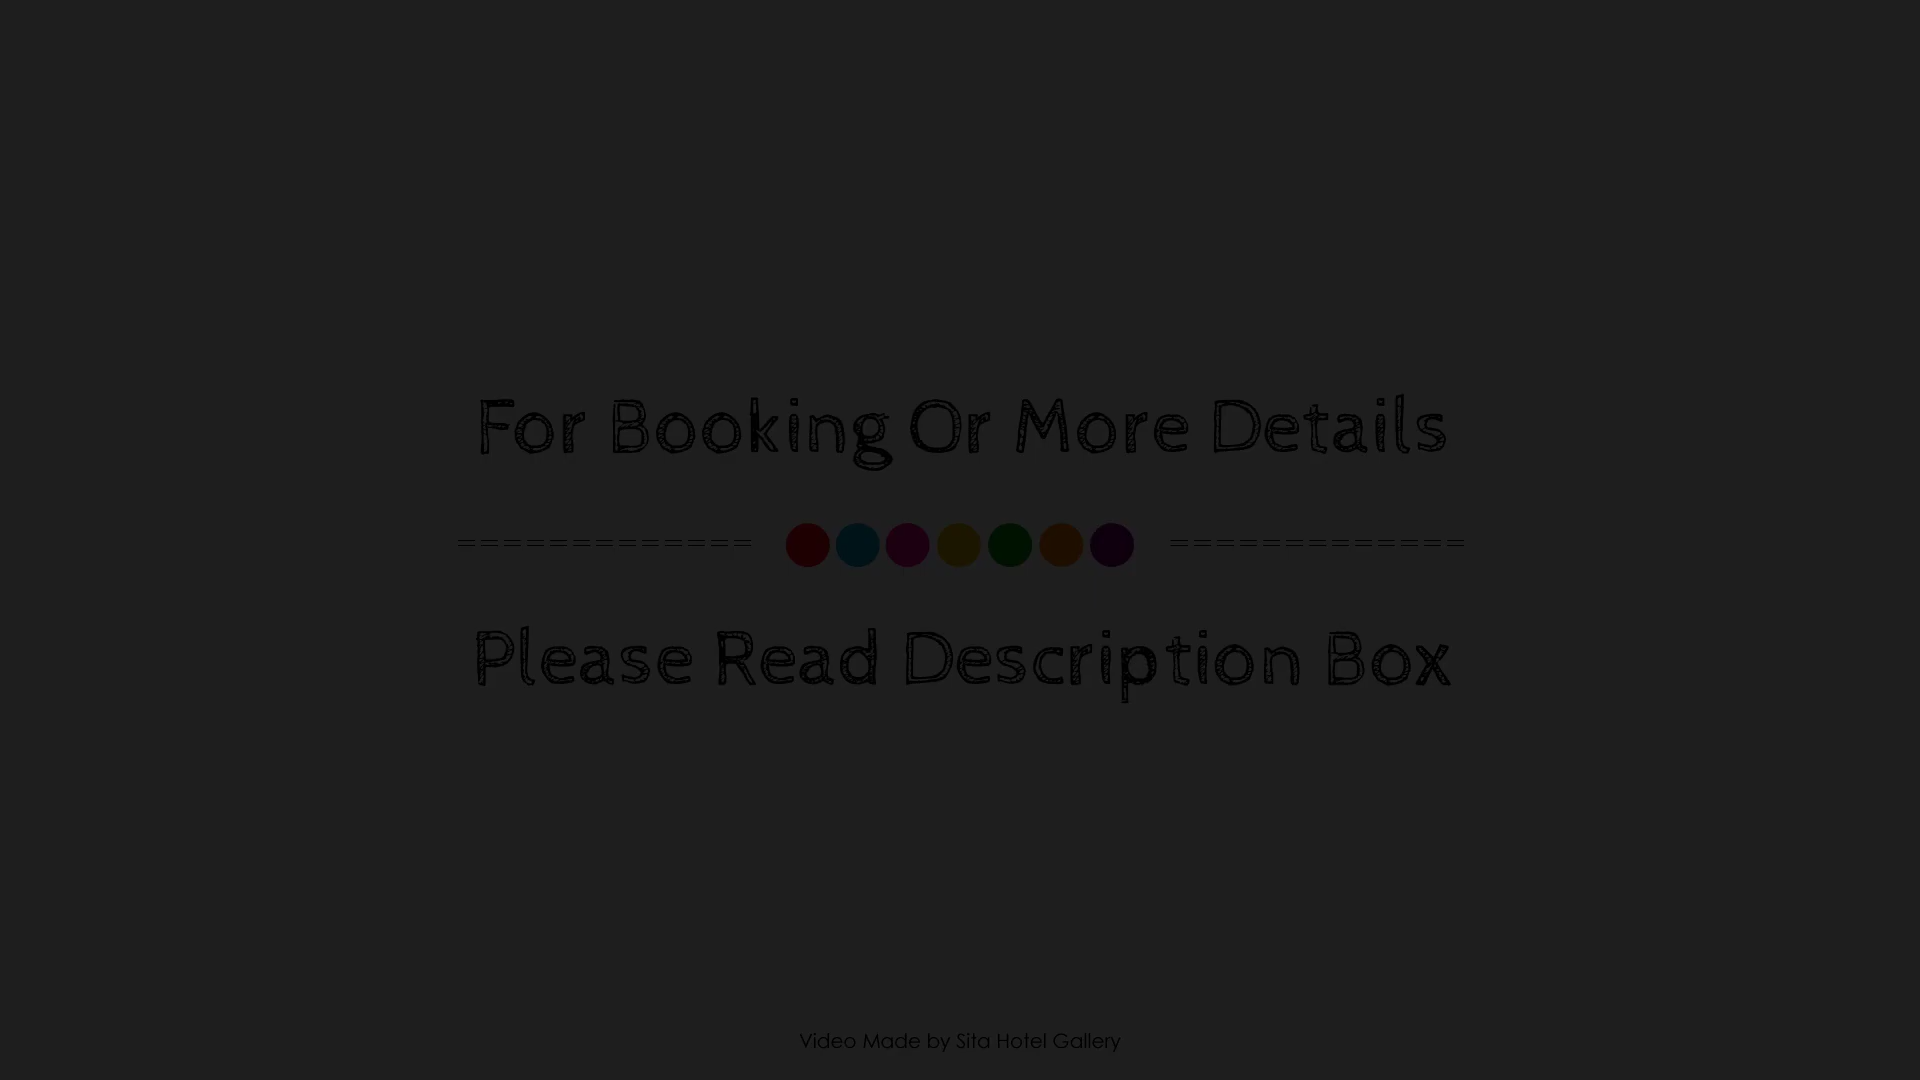 For Booking Or More Details
============= =============
Please Read Description Box
Video Made by Sita Hotel Gallery